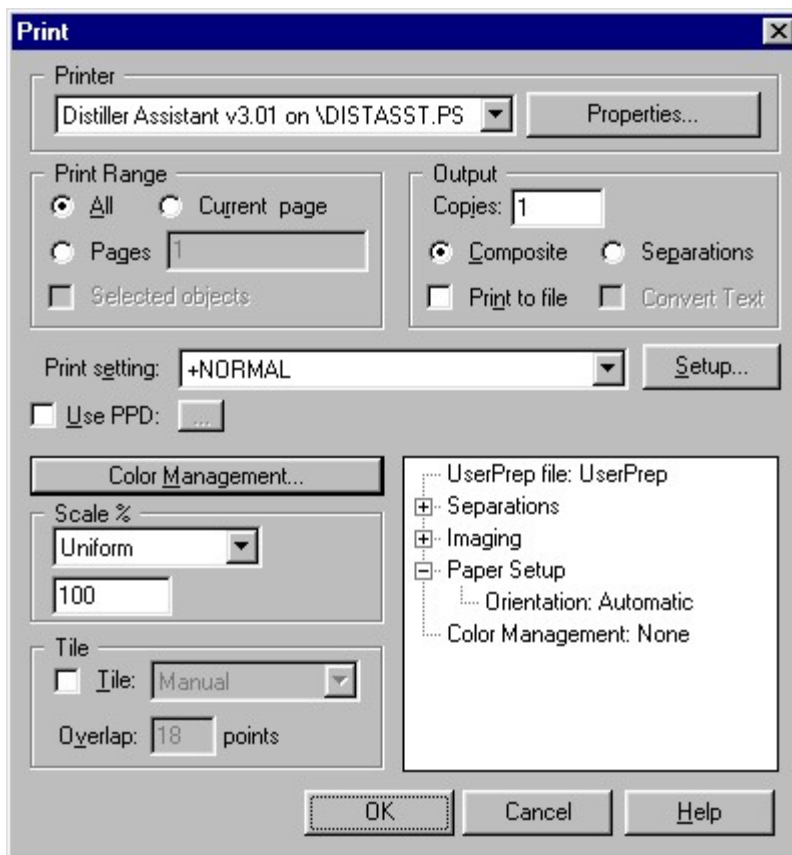 Print
Printer
Distiller Assistant v3.01 on \DISTASST.PS
Properties...
Print Range
All Current page
Pages 1
Selected objects
Output
Copies: 1
Composite Separations
Print to file Convert Text
Print setting: +NORMAL
Setup...
Use PPD: ...
Color Management...
Scale %
Uniform
100
Tile
Tile: Manual
Overlap: 18 points
UserPrep file: UserPrep
Separations
Imaging
Paper Setup
Orientation: Automatic
Color Management: None
OK Cancel Help